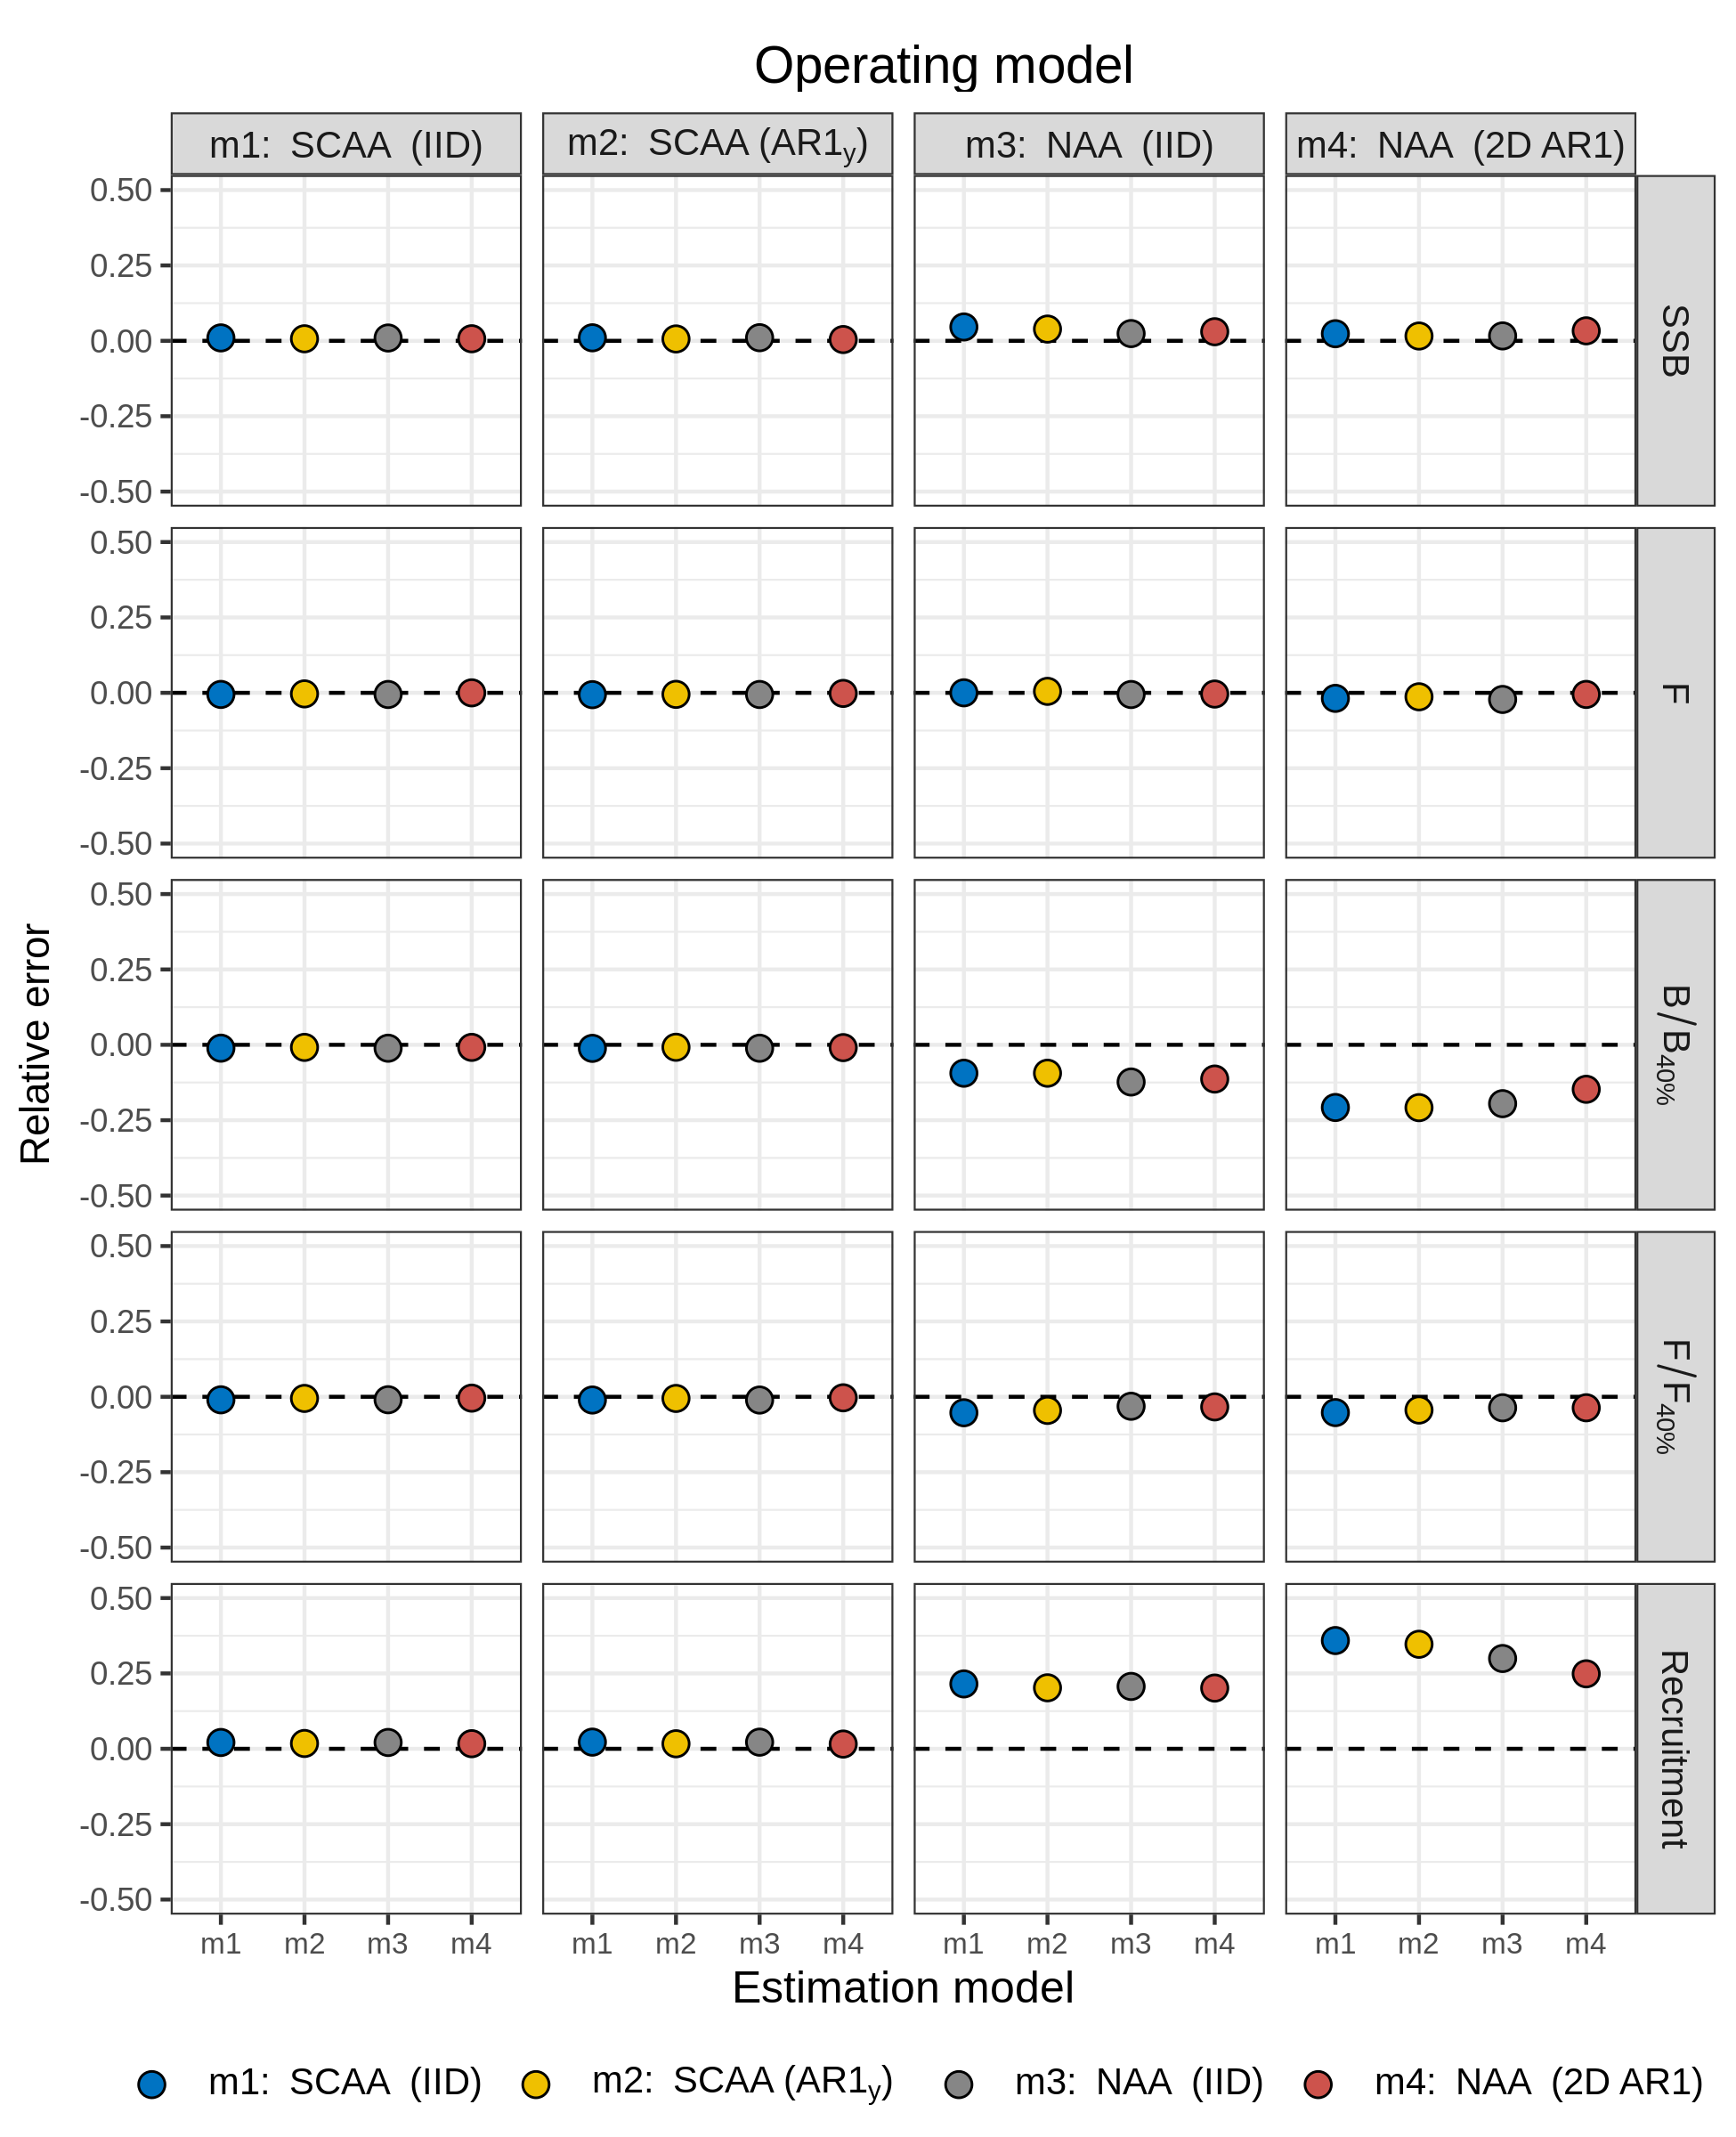 Operating model
m1: SCAA (IID)
m2: SCAA (AR1y)
m3: NAA (IID)
m4: NAA (2D AR1)
0.50
0.25
0.00
-0.25
-0.50
SSB
0.50
0.25
0.00
-0.25
-0.50
F
Relative error
0.50
0.25
0.00
-0.25
-0.50
B/B40%
0.50
0.25
0.00
-0.25
-0.50
F/F40%
0.50
0.25
0.00
-0.25
-0.50
Recruitment
m1 m2 m3 m4 m1 m2 m3 m4 m1 m2 m3 m4 m1 m2 m3 m4
Estimation model
m1: SCAA (IID) m2: SCAA (AR1y) m3: NAA (IID) m4: NAA (2D AR1)